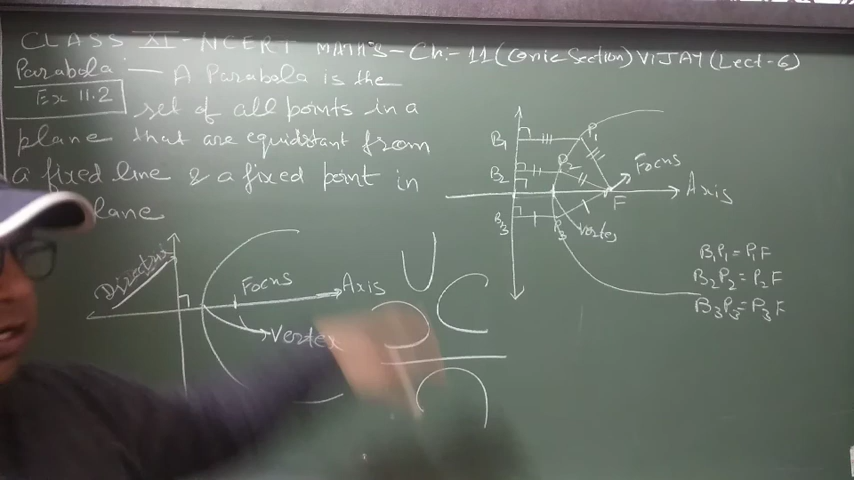 CLASS XI - NCERT MATHS - Ch:- 11 (Conic Section) VIJAY (Lect-6)
Parabola :- A Parabola is the
Ex 11.2 set of all points in a
plane that are equidistant from
a fixed line & a fixed point in
lane
B1 P1
B2 P2 Focus
F Axis
B3 P3 Vertex
B1P1 = P1F
B2P2 = P2F
B3P3 = P3F
Directri
Focus Axis
Vertex